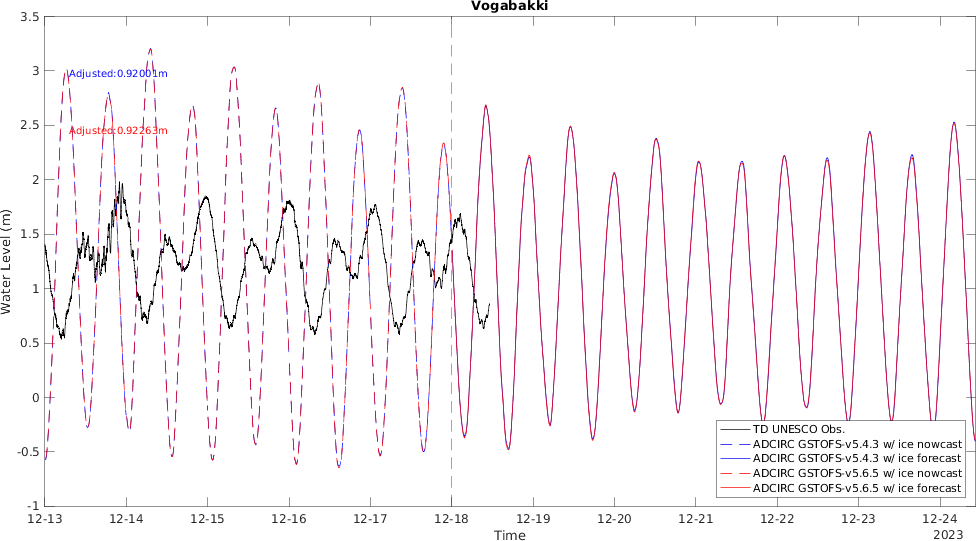 Vogabakki
3.5
3
2.5
2
1.5
1
0.5
0
-0.5
-1
Water Level (m)
Adjusted:0.92001m
Adjusted:0.92263m
TD UNESCO Obs.
ADCIRC GSTOFS-v5.4.3 w/ ice nowcast
ADCIRC GSTOFS-v5.4.3 w/ ice forecast
ADCIRC GSTOFS-v5.6.5 w/ ice nowcast
ADCIRC GSTOFS-v5.6.5 w/ ice forecast
12-13 12-14 12-15 12-16 12-17 12-18 12-19 12-20 12-21 12-22 12-23 12-24
Time
2023